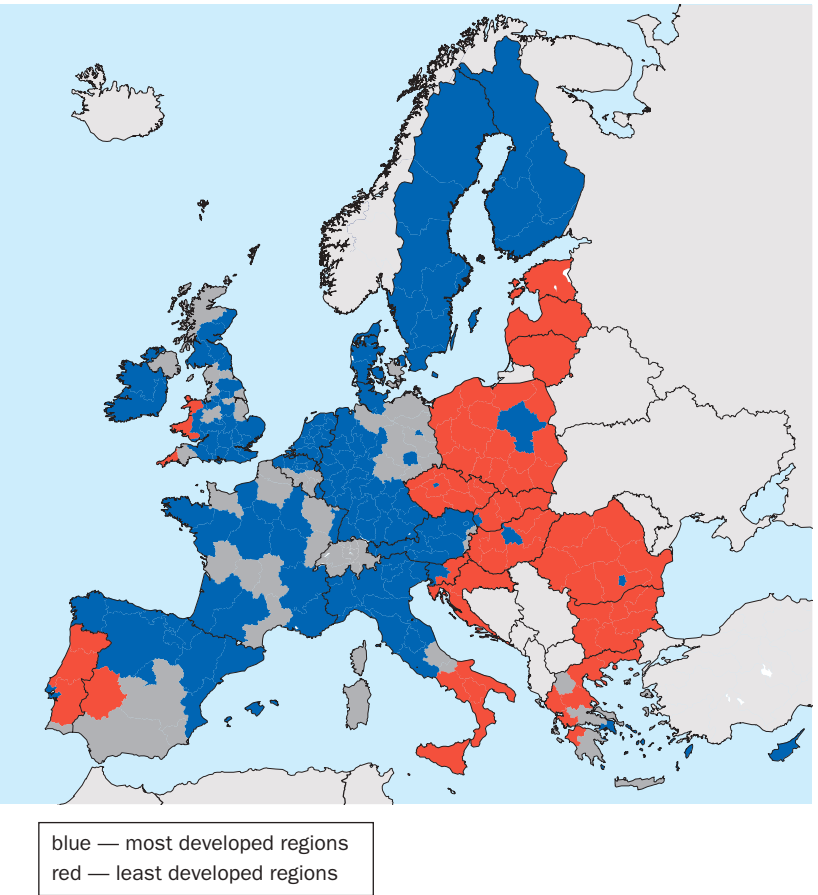 blue — most developed regions
red — least developed regions